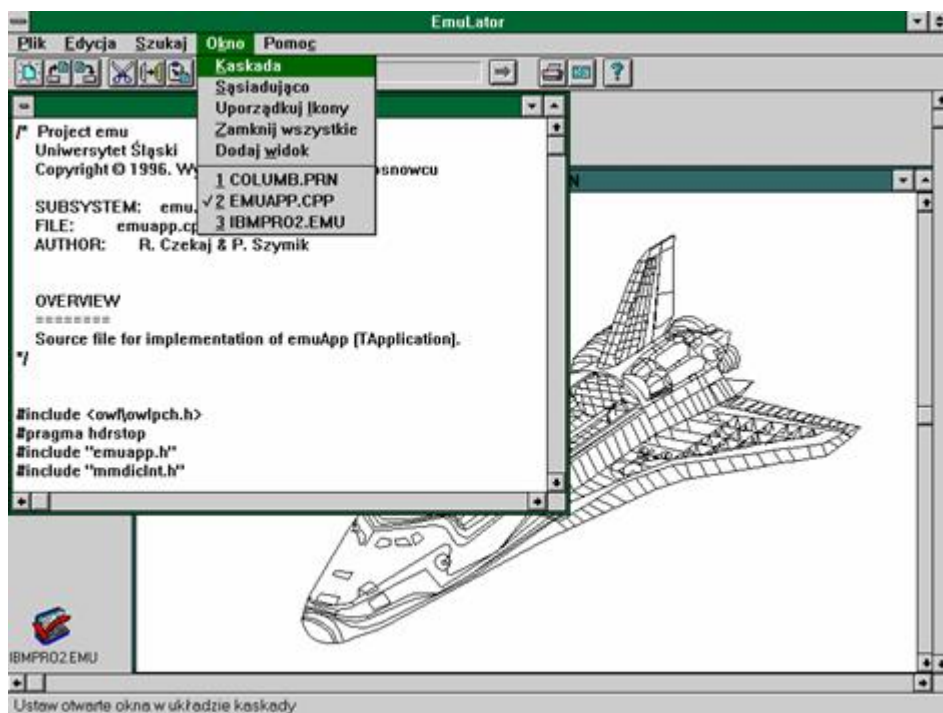 EmuLator
Plik Edycja Szukaj Okno Pomoc
Kaskada
Sąsiadująco
Uporządkuj Ikony
Zamknij wszystkie
Dodaj widok
1 COLUMB.PRN
✓2 EMUAPP.CPP
3 IBMPRO2.EMU
/* Project emu
Uniwersytet Śląski
Copyright © 1996.
SUBSYSTEM: emu.
FILE:
AUTHOR: R. Czekaj & P. Szymik
OVERVIEW
========
Source file for implementation of emuApp (TApplication).
*/
#include <owl\owlpch.h>
#pragma hdrstop
#include "emuapp.h"
#include "mmdiclnt.h"
N
IBMPRO2.EMU
Ustaw otwarte okna w układzie kaskady